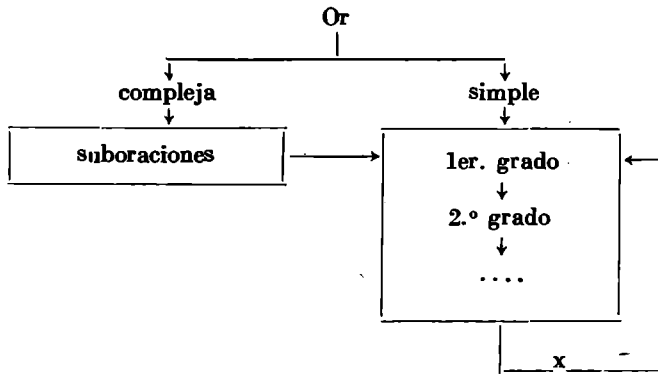 Or
compleja simple
suboraciones
1er. grado
2.º grado
....
x